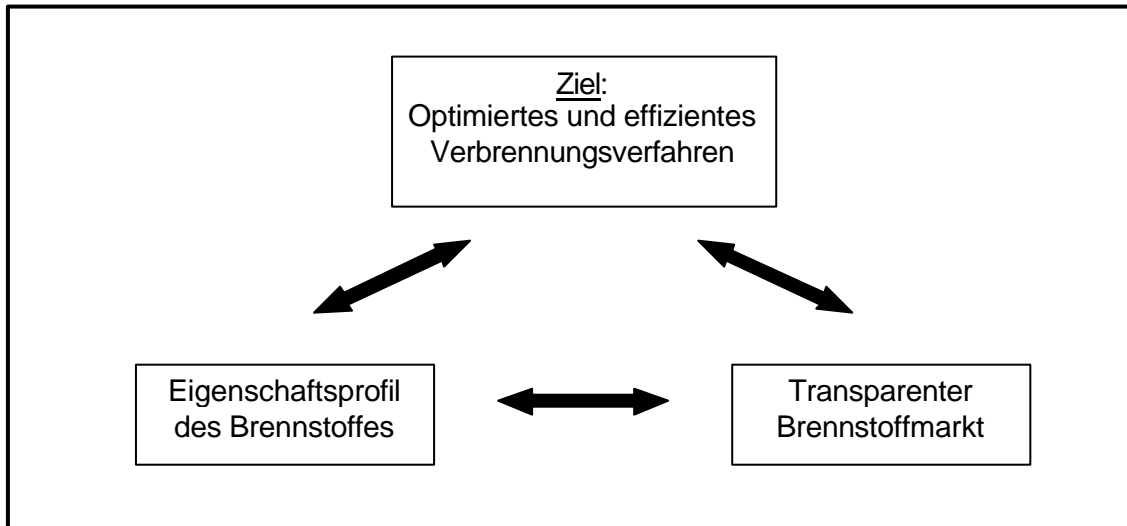 Ziel:
Optimiertes und effizientes
Verbrennungsverfahren
Eigenschaftsprofil
des Brennstoffes
Transparenter
Brennstoffmarkt